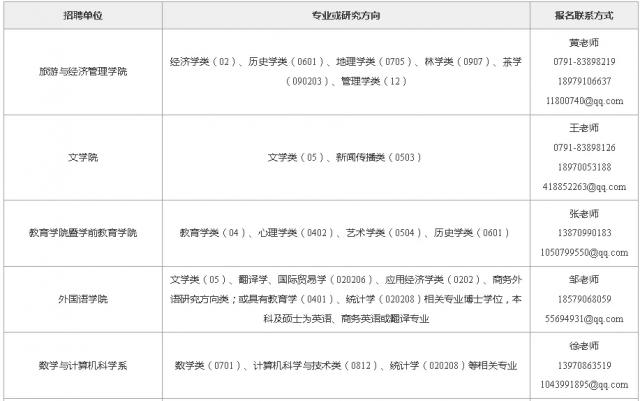 招聘单位 专业或研究方向 报名联系方式
旅游与经济管理学院
经济学类（02）、历史学类（0601）、地理学类（0705）、林学类（0907）、茶学
（090203）、管理学类（12）
黄老师
0791-83898219
18979106637
11800740@qq.com
文学院
文学类（05）、新闻传播类（0503）
王老师
0791-83898126
18970053188
418852263@qq.com
教育学院暨学前教育学院
教育学类（04）、心理学类（0402）、艺术学类（0504）、历史学类（0601）
张老师
13870990183
1050799550@qq.com
外国语学院
文学类（05）、翻译学、国际贸易学（020206）、应用经济学类（0202）、商务外
语研究方向类；或具有教育学（0401）、统计学（020208）相关专业博士学位，本
科及硕士为英语、商务英语或翻译专业
邹老师
18579068059
55694931@qq.com
数学与计算机科学系
数学类（0701）、计算机科学与技术类（0812）、统计学（020208）等相关专业
徐老师
13970863519
1043991895@qq.com